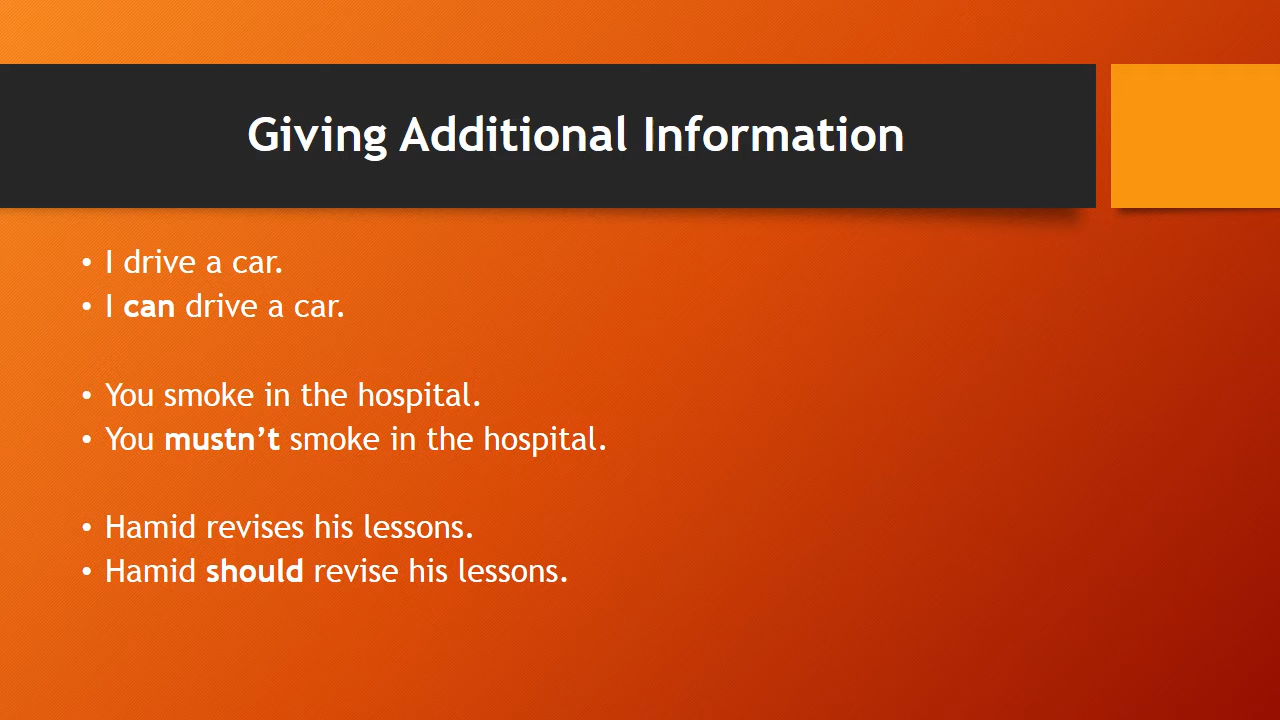 Giving Additional Information
• I drive a car.
• I can drive a car.
• You smoke in the hospital.
• You mustn’t smoke in the hospital.
• Hamid revises his lessons.
• Hamid should revise his lessons.